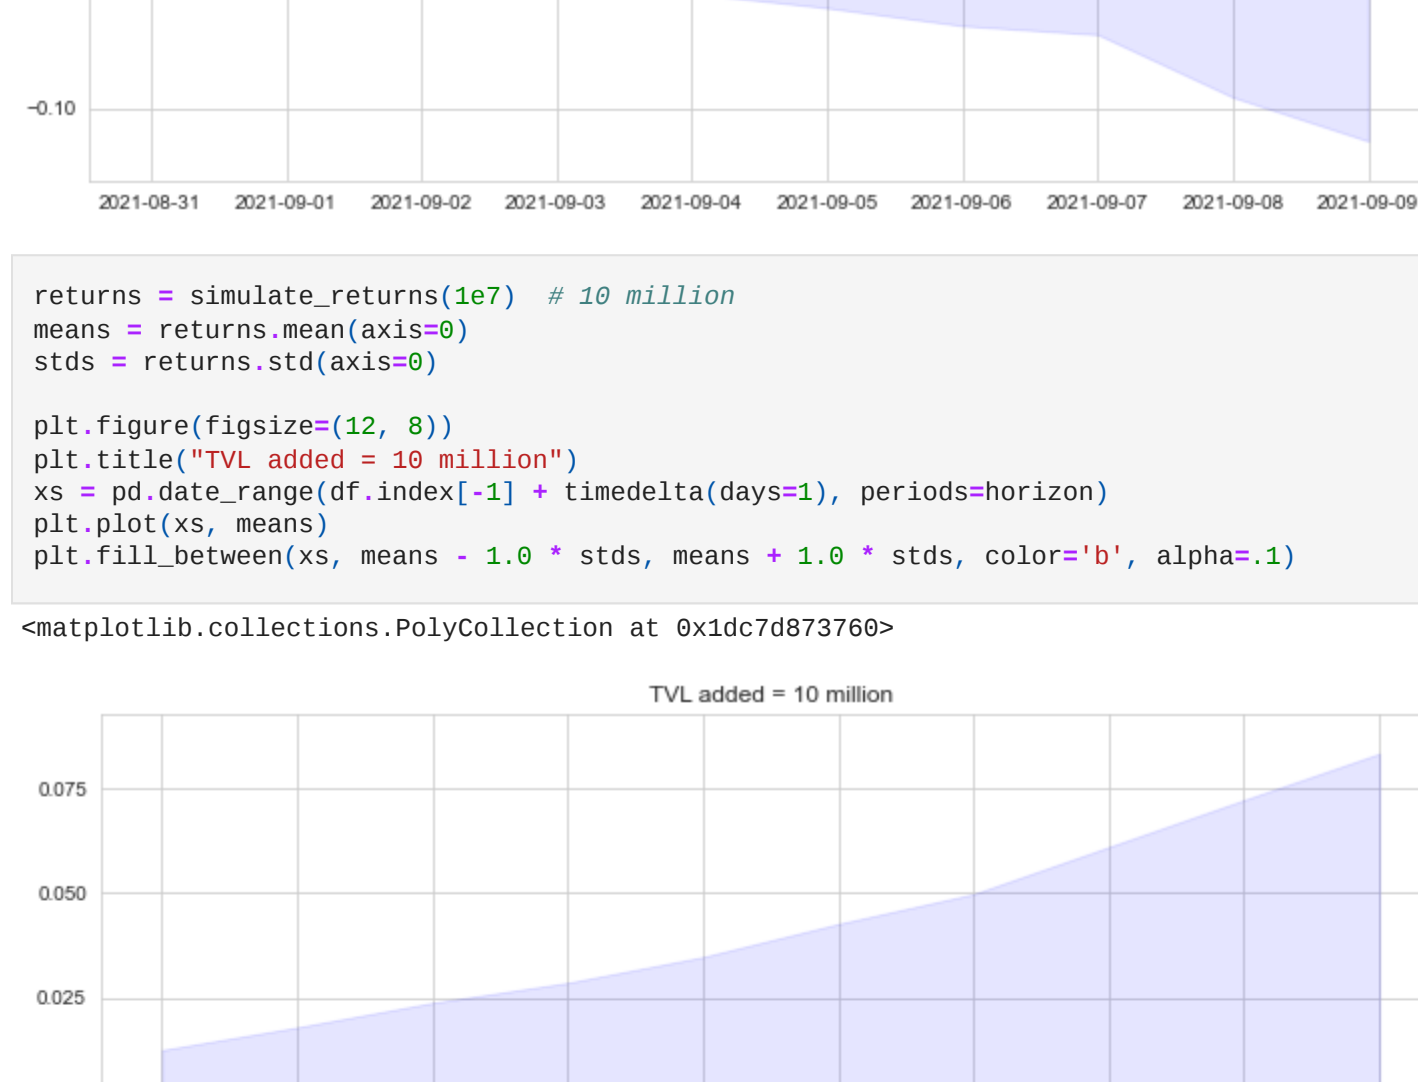 −0.10
2021-08-31 2021-09-01 2021-09-02 2021-09-03 2021-09-04 2021-09-05 2021-09-06 2021-09-07 2021-09-08 2021-09-09
returns = simulate_returns(1e7)  # 10 million
means = returns.mean(axis=0)
stds = returns.std(axis=0)
plt.figure(figsize=(12, 8))
plt.title("TVL added = 10 million")
xs = pd.date_range(df.index[-1] + timedelta(days=1), periods=horizon)
plt.plot(xs, means)
plt.fill_between(xs, means - 1.0 * stds, means + 1.0 * stds, color='b', alpha=.1)
<matplotlib.collections.PolyCollection at 0x1dc7d873760>
TVL added = 10 million
0.075
0.050
0.025